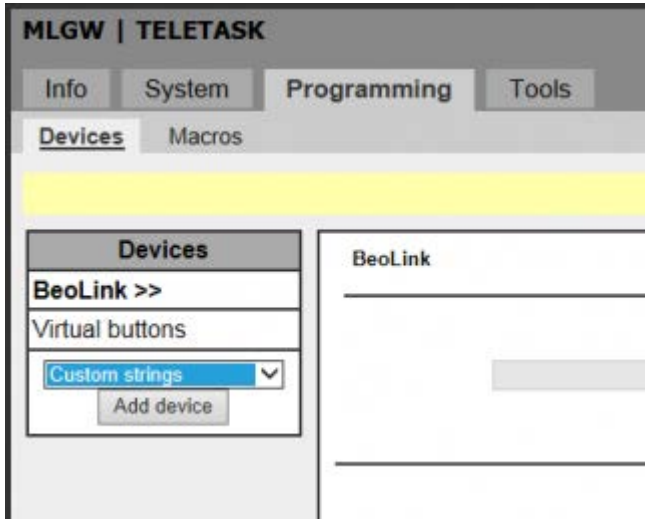 MLGW | TELETASK
Info System Programming Tools
Devices Macros
Devices
BeoLink >>
Virtual buttons
Custom strings
Add device
BeoLink